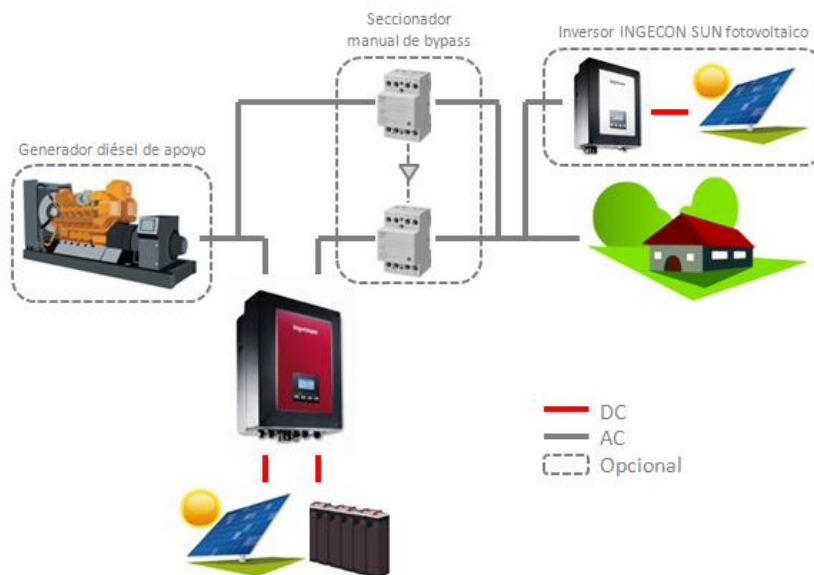 Seccionador
manual de bypass
Inversor INGECON SUN fotovoltaico
Generador diésel de apoyo
DC
AC
Opcional